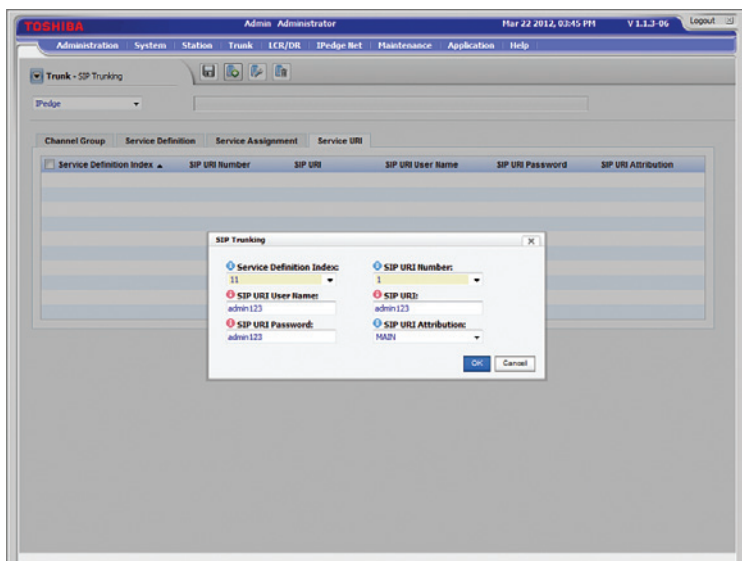 TOSHIBA Admin Administrator Mar 22 2012, 03:45 PM V 1.1.3-06 Logout
Administration System Station Trunk LCR/DR IPedge Net Maintenance Application Help
Trunk - SIP Trunking
IPedge
Channel Group Service Definition Service Assignment Service URI
Service Definition Index SIP URI Number SIP URI SIP URI User Name SIP URI Password SIP URI Attribution
SIP Trunking
Service Definition Index: SIP URI Number:
11 1
SIP URI User Name: SIP URI:
admin123 admin123
SIP URI Password: SIP URI Attribution:
admin123 MAIN
OK Cancel